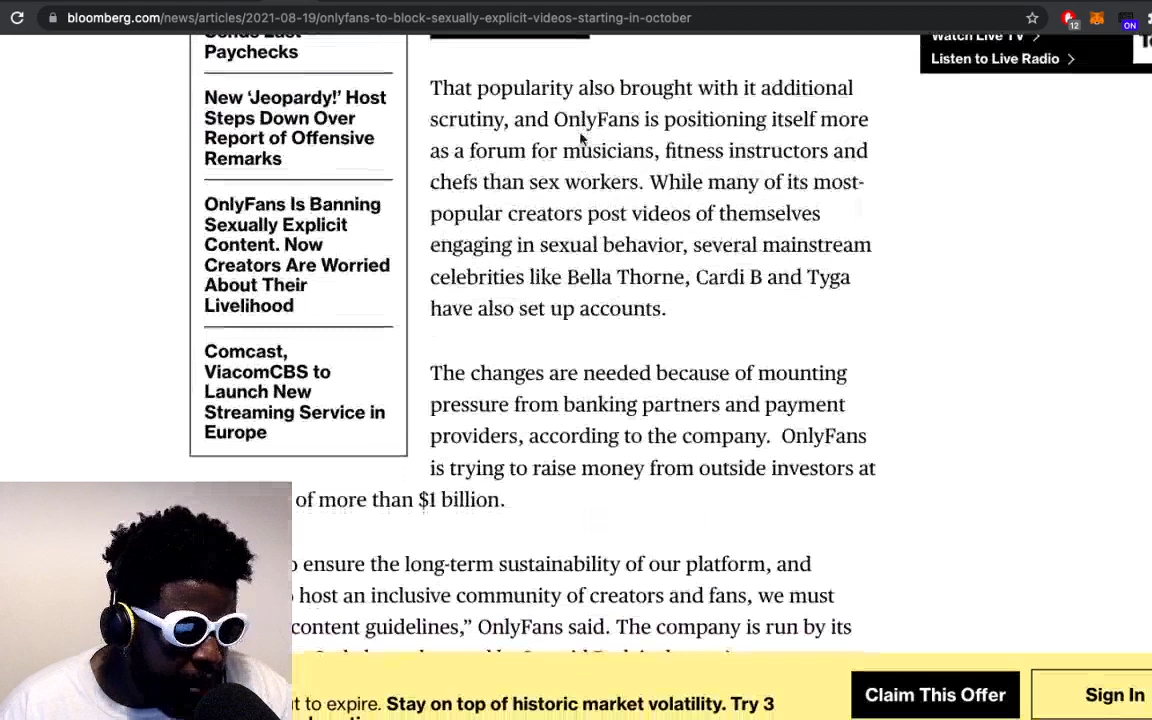 bloomberg.com/news/articles/2021-08-19/onlyfans-to-block-sexually-explicit-videos-starting-in-october
12
ON
Paychecks
New ‘Jeopardy!’ Host
Steps Down Over
Report of Offensive
Remarks
OnlyFans Is Banning
Sexually Explicit
Content. Now
Creators Are Worried
About Their
Livelihood
Comcast,
ViacomCBS to
Launch New
Streaming Service in
Europe
Watch Live TV >
Listen to Live Radio >
That popularity also brought with it additional
scrutiny, and OnlyFans is positioning itself more
as a forum for musicians, fitness instructors and
chefs than sex workers. While many of its most-
popular creators post videos of themselves
engaging in sexual behavior, several mainstream
celebrities like Bella Thorne, Cardi B and Tyga
have also set up accounts.
The changes are needed because of mounting
pressure from banking partners and payment
providers, according to the company. OnlyFans
is trying to raise money from outside investors at
of more than $1 billion.
ensure the long-term sustainability of our platform, and
host an inclusive community of creators and fans, we must
content guidelines,” OnlyFans said. The company is run by its
to expire. Stay on top of historic market volatility. Try 3
Claim This Offer
Sign In